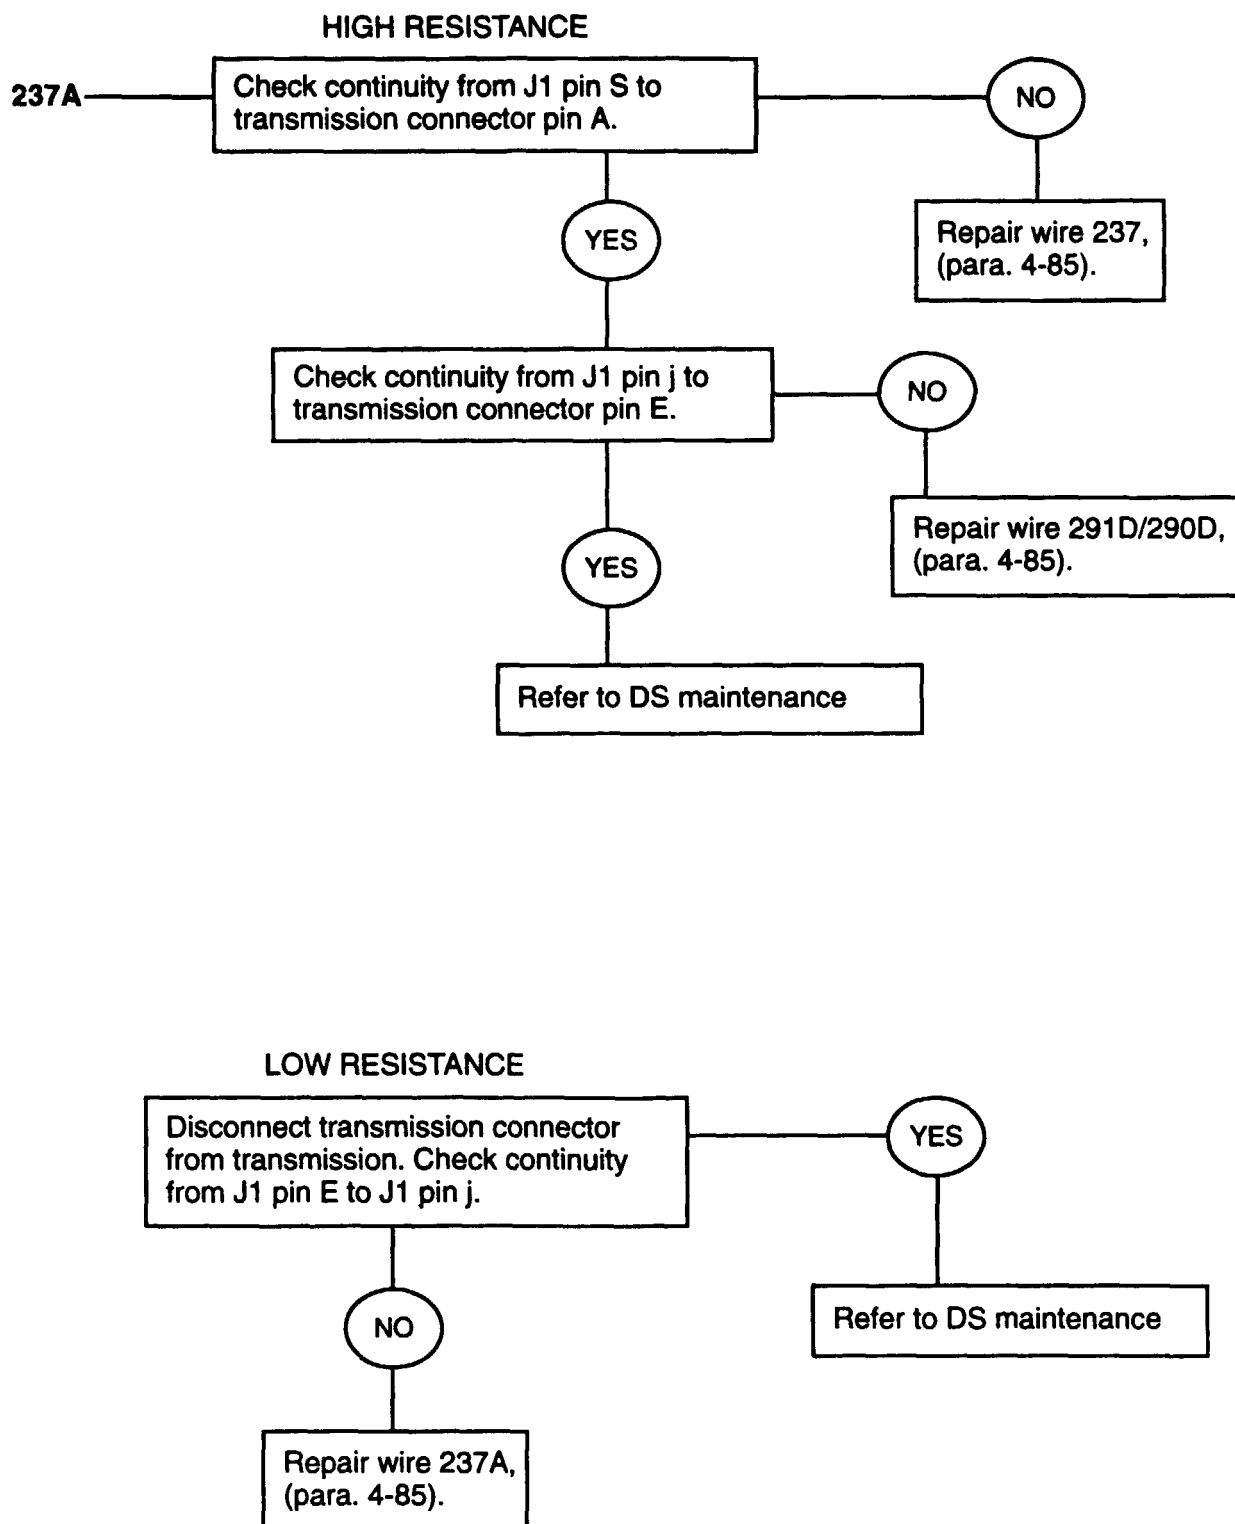 HIGH RESISTANCE
237A
Check continuity from J1 pin S to
transmission connector pin A.
NO
YES
Repair wire 237,
(para. 4-85).
Check continuity from J1 pin j to
transmission connector pin E.
NO
YES
Repair wire 291D/290D,
(para. 4-85).
Refer to DS maintenance
LOW RESISTANCE
Disconnect transmission connector
from transmission. Check continuity
from J1 pin E to J1 pin j.
YES
NO
Refer to DS maintenance
Repair wire 237A,
(para. 4-85).